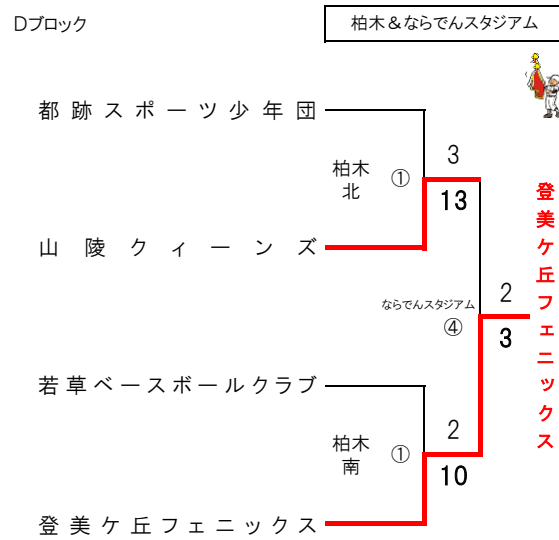 Dブロック
柏木&ならでんスタジアム
都跡スポーツ少年団
柏木
北
①
3
13
山陵クィーンズ
登美ケ丘フェニックス
ならでんスタジアム
④
2
3
若草ベースボールクラブ
柏木
南
①
2
10
登美ケ丘フェニックス